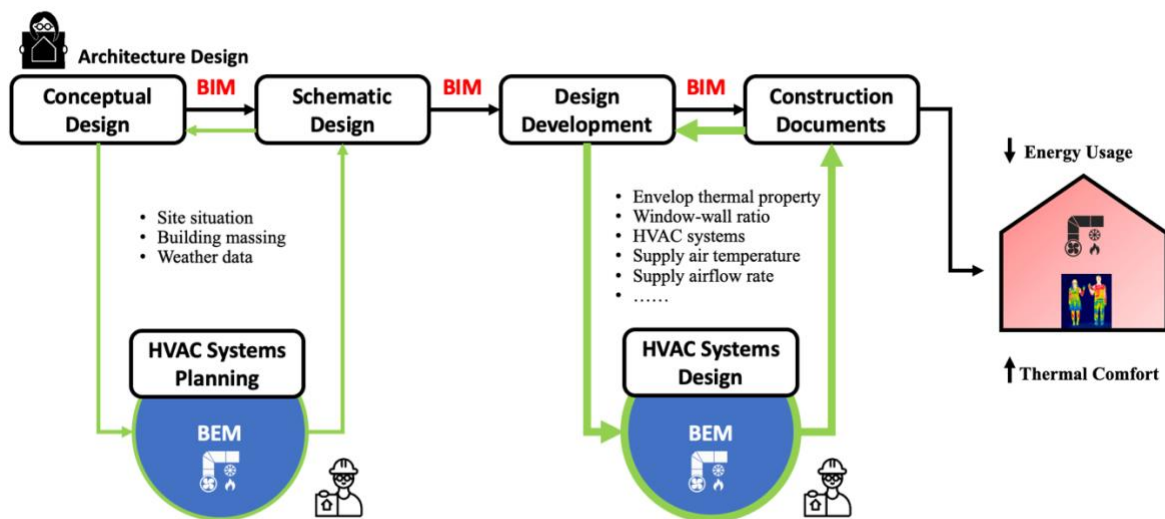 Architecture Design
Conceptual
Design
BIM
Schematic
Design
BIM
Design
Development
BIM
Construction
Documents
• Site situation
• Building massing
• Weather data
• Envelop thermal property
• Window-wall ratio
• HVAC systems
• Supply air temperature
• Supply airflow rate
• ……
Energy Usage
Thermal Comfort
HVAC Systems
Planning
BEM
HVAC Systems
Design
BEM